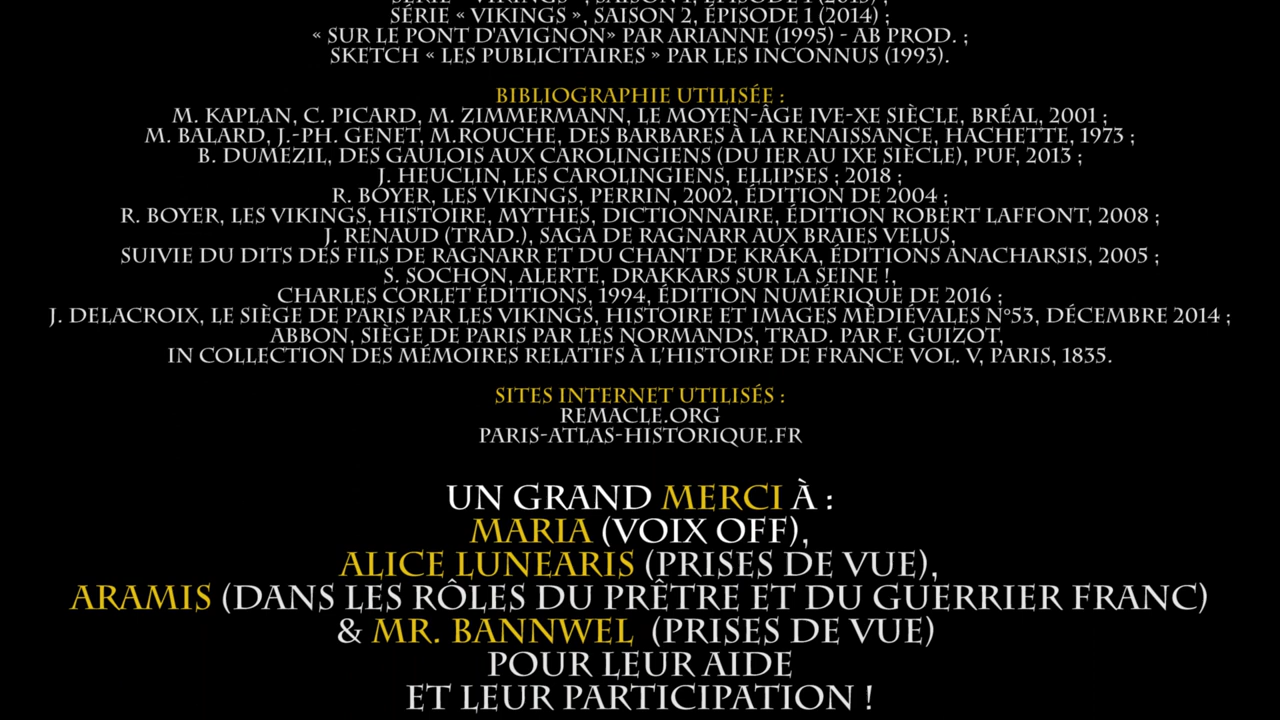 SÉRIE « VIKINGS », SAISON 1, ÉPISODE 1 (2013) ;
SÉRIE « VIKINGS », SAISON 2, ÉPISODE 1 (2014) ;
« SUR LE PONT D'AVIGNON» PAR ARIANNE (1995) - AB PROD. ;
SKETCH « LES PUBLICITAIRES » PAR LES INCONNUS (1993).
BIBLIOGRAPHIE UTILISÉE :
M. KAPLAN, C. PICARD, M. ZIMMERMANN, LE MOYEN-ÂGE IVE-XE SIÈCLE, BRÉAL, 2001 ;
M. BALARD, J.-PH. GENET, M.ROUCHE, DES BARBARES À LA RENAISSANCE, HACHETTE, 1973 ;
B. DUMÉZIL, DES GAULOIS AUX CAROLINGIENS (DU IER AU IXE SIÈCLE), PUF, 2013 ;
J. HEUCLIN, LES CAROLINGIENS, ELLIPSES ; 2018 ;
R. BOYER, LES VIKINGS, PERRIN, 2002, ÉDITION DE 2004 ;
R. BOYER, LES VIKINGS, HISTOIRE, MYTHES, DICTIONNAIRE, ÉDITION ROBERT LAFFONT, 2008 ;
J. RENAUD (TRAD.), SAGA DE RAGNARR AUX BRAIES VELUS,
SUIVIE DU DITS DES FILS DE RAGNARR ET DU CHANT DE KRÁKA, ÉDITIONS ANACHARSIS, 2005 ;
S. SOCHON, ALERTE, DRAKKARS SUR LA SEINE !,
CHARLES CORLET ÉDITIONS, 1994, ÉDITION NUMÉRIQUE DE 2016 ;
J. DELACROIX, LE SIÈGE DE PARIS PAR LES VIKINGS, HISTOIRE ET IMAGES MÉDIÉVALES N°53, DÉCEMBRE 2014 ;
ABBON, SIÈGE DE PARIS PAR LES NORMANDS, TRAD. PAR F. GUIZOT,
IN COLLECTION DES MÉMOIRES RELATIFS À L'HISTOIRE DE FRANCE VOL. V, PARIS, 1835.
SITES INTERNET UTILISÉS :
REMACLE.ORG
PARIS-ATLAS-HISTORIQUE.FR
UN GRAND MERCI À :
MARIA (VOIX OFF),
ALICE LUNEARIS (PRISES DE VUE),
ARAMIS (DANS LES RÔLES DU PRÊTRE ET DU GUERRIER FRANC)
& MR. BANNWEL (PRISES DE VUE)
POUR LEUR AIDE
ET LEUR PARTICIPATION !